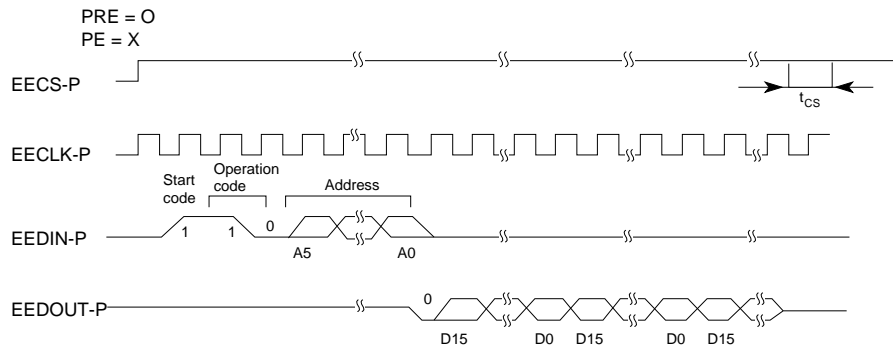 PRE = O
PE = X
EECS-P
tCS
EECLK-P
Start code
Operation code
Address
EEDIN-P
1 1 0
A5 A0
EEDOUT-P
0
D15 D0 D15 D0 D15